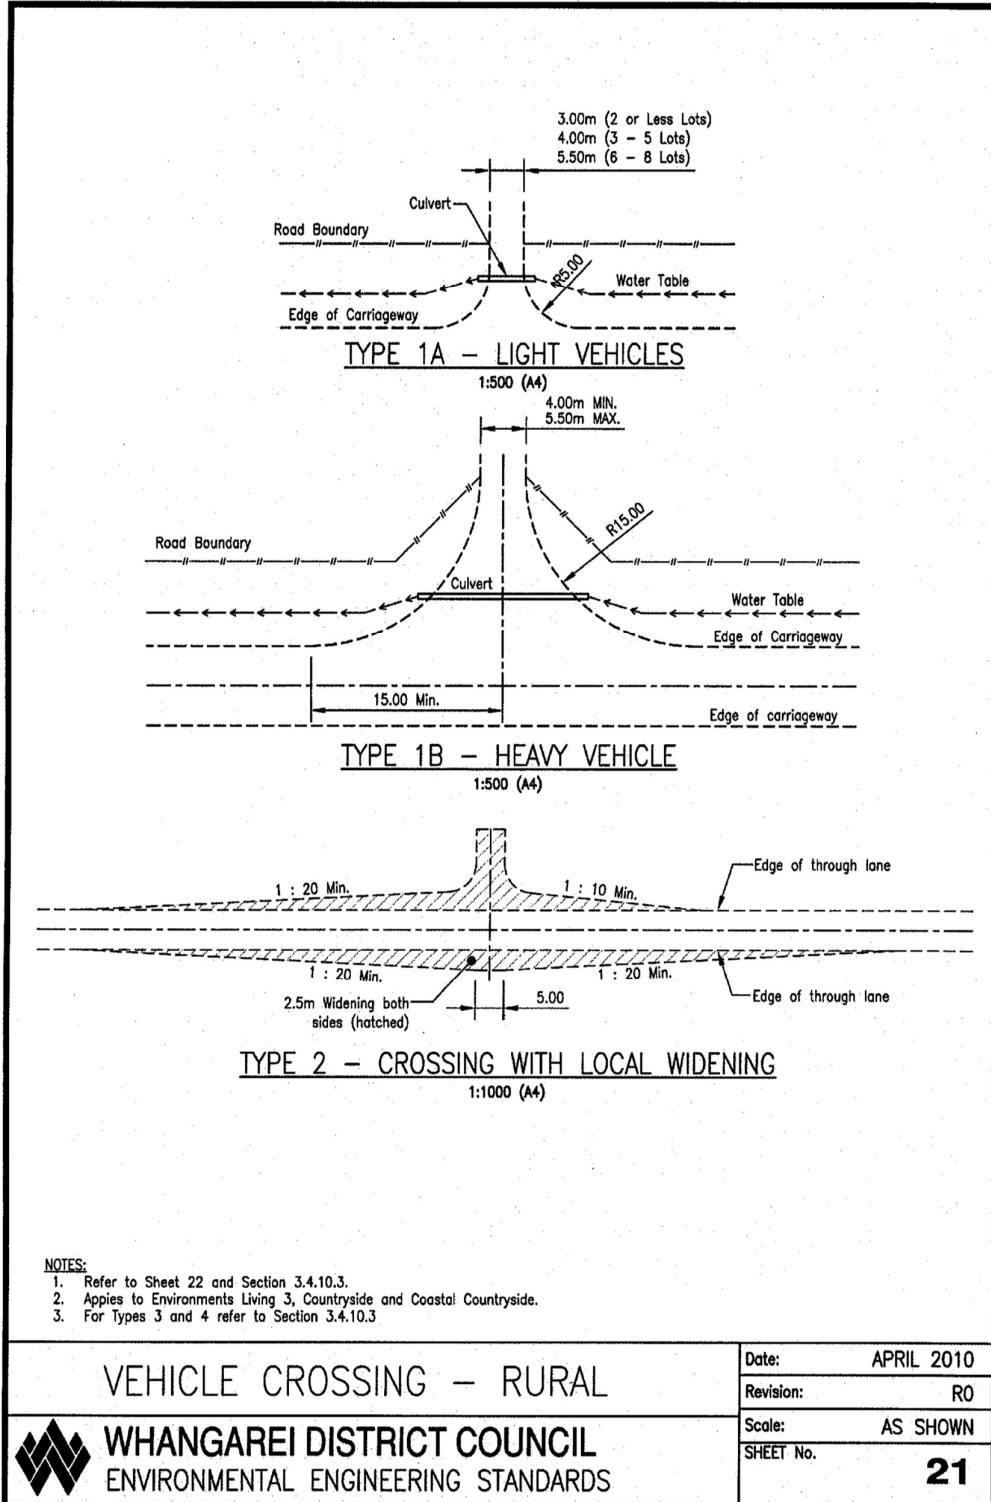 3.00m (2 or Less Lots)
4.00m (3 - 5 Lots)
5.50m (6 - 8 Lots)
Culvert
Road Boundary
R5.00
Water Table
Edge of Carriageway
TYPE 1A - LIGHT VEHICLES
1:500 (A4)
4.00m MIN.
5.50m MAX.
R15.00
Road Boundary
Culvert
Water Table
Edge of Carriageway
15.00 Min.
Edge of carriageway
TYPE 1B - HEAVY VEHICLE
1:500 (A4)
Edge of through lane
1 : 20 Min.
1 : 10 Min.
1 : 20 Min.
1 : 20 Min.
2.5m Widening both
sides (hatched)
5.00
Edge of through lane
TYPE 2 - CROSSING WITH LOCAL WIDENING
1:1000 (A4)
NOTES:
1. Refer to Sheet 22 and Section 3.4.10.3.
2. Appies to Environments Living 3, Countryside and Coastal Countryside.
3. For Types 3 and 4 refer to Section 3.4.10.3
VEHICLE CROSSING - RURAL
Date: APRIL 2010
Revision: R0
Scale: AS SHOWN
SHEET No.
21
WHANGAREI DISTRICT COUNCIL
ENVIRONMENTAL ENGINEERING STANDARDS